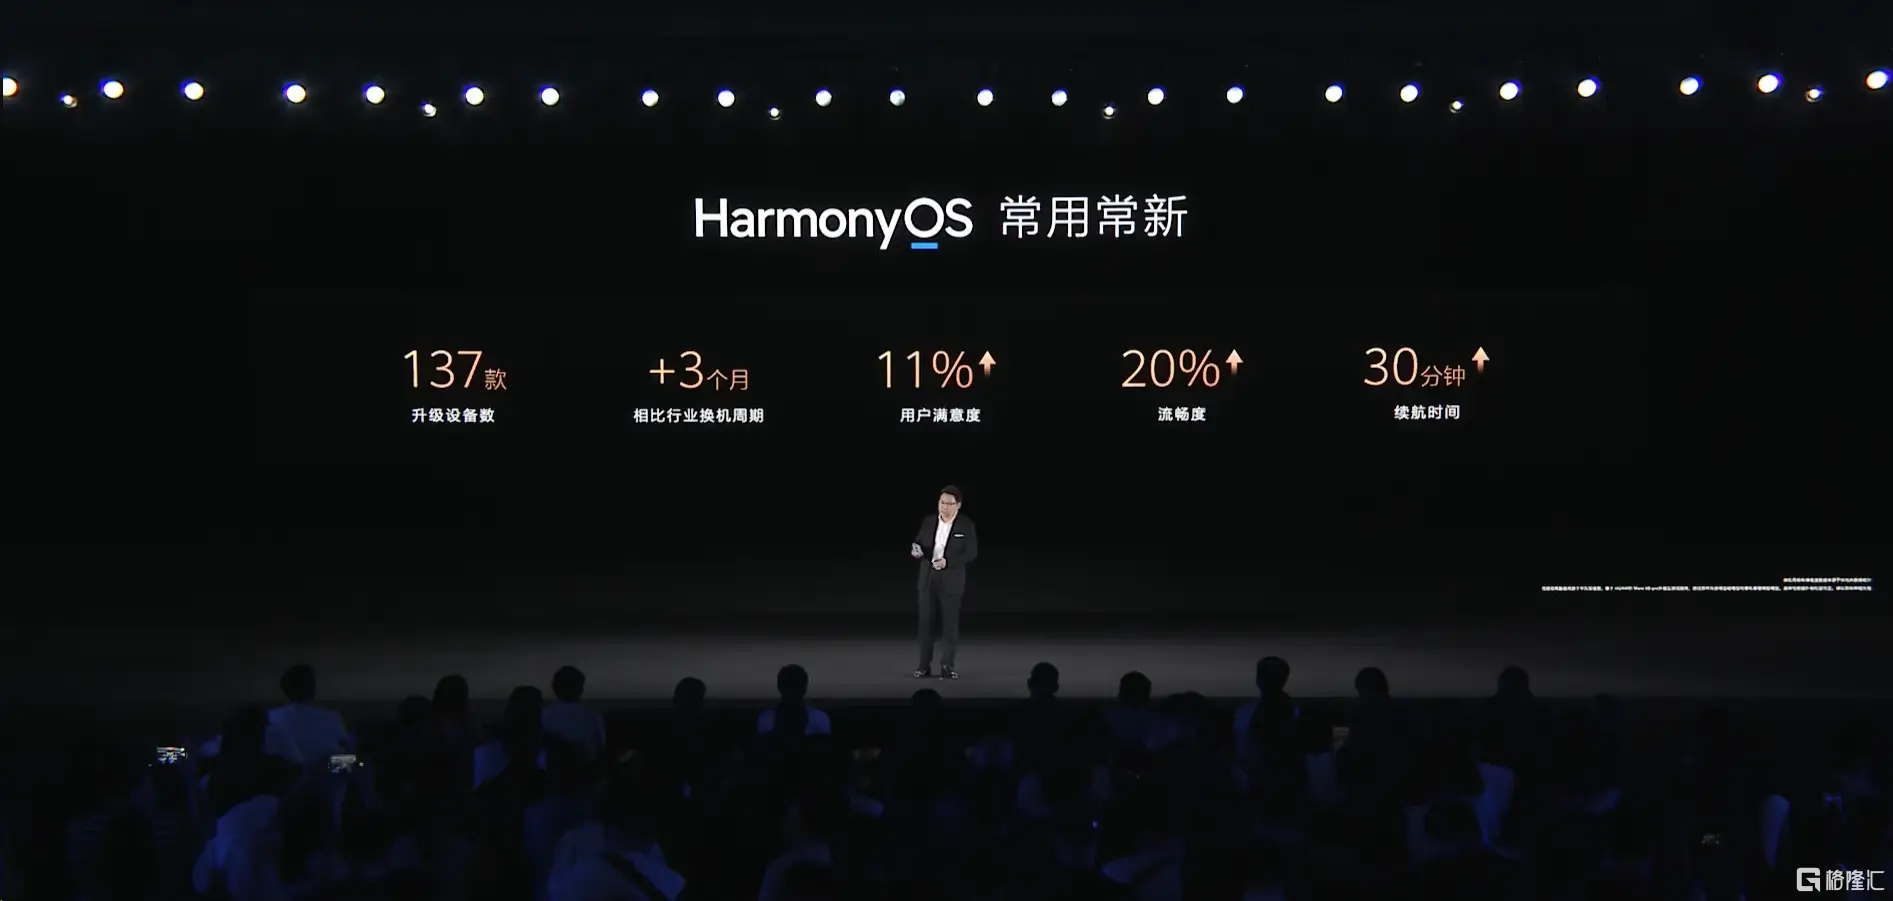 HarmonyOS 常用常新
137款
升级设备数
+3个月
相比行业换机周期
11%↑
用户满意度
20%↑
流畅度
30分钟↑
续航时间
格隆汇